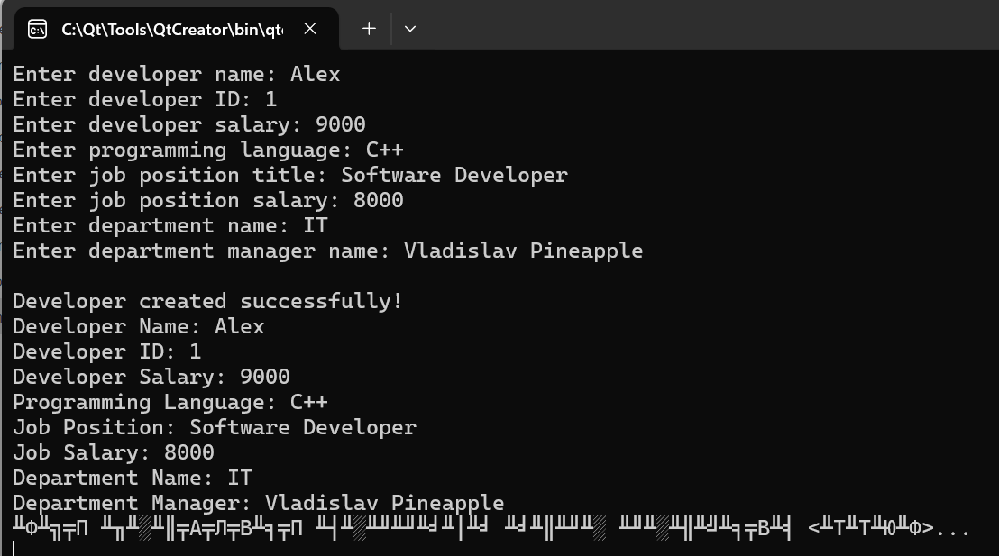 C:\Qt\Tools\QtCreator\bin\qt
Enter developer name: Alex
Enter developer ID: 1
Enter developer salary: 9000
Enter programming language: C++
Enter job position title: Software Developer
Enter job position salary: 8000
Enter department name: IT
Enter department manager name: Vladislav Pineapple
Developer created successfully!
Developer Name: Alex
Developer ID: 1
Developer Salary: 9000
Programming Language: C++
Job Position: Software Developer
Job Salary: 8000
Department Name: IT
Department Manager: Vladislav Pineapple
╨Ф╨╗╤П ╨╖╨░╨║╤А╤Л╤В╨╕╤П ╨┤╨░╨╜╨╜╨╛╨│╨╛ ╨╛╨║╨╜╨░ ╨╜╨░╨╢╨╝╨╕╤В╨╡ <╨Т╨Т╨Ю╨Ф>...